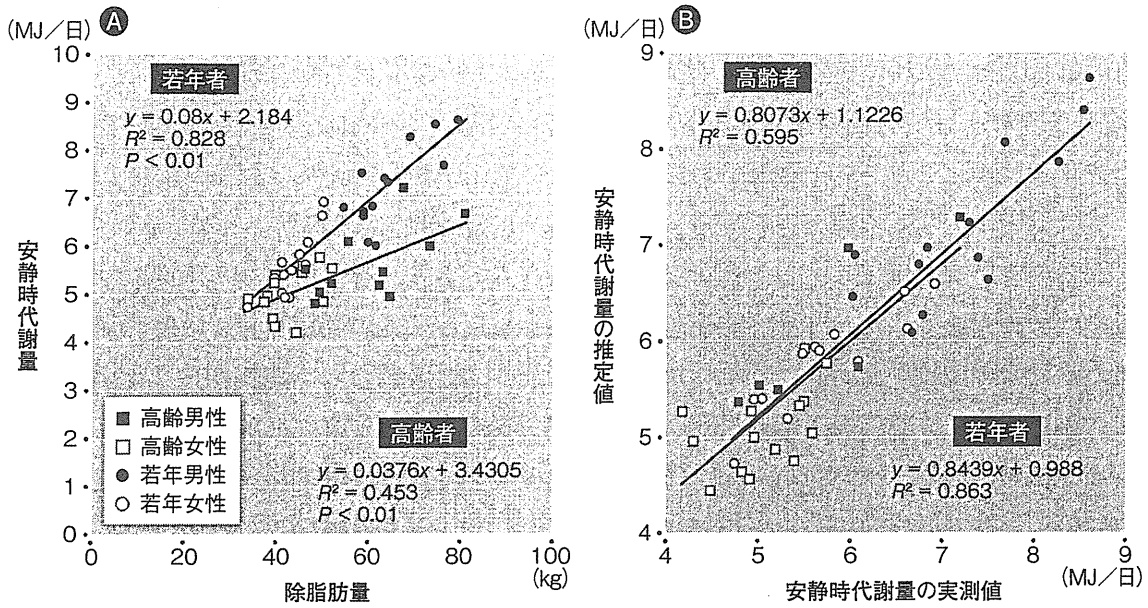 A
(MJ／日)
10
9
8
7
6
5
4
3
2
1
0
安静時代謝量
若年者
y = 0.08x + 2.184
R² = 0.828
P < 0.01
高齢者
y = 0.0376x + 3.4305
R² = 0.453
P < 0.01
■ 高齢男性
□ 高齢女性
● 若年男性
○ 若年女性
0 20 40 60 80 100
(kg)
除脂肪量
B
(MJ／日)
9
8
7
6
5
4
安静時代謝量の推定値
高齢者
y = 0.8073x + 1.1226
R² = 0.595
若年者
y = 0.8439x + 0.988
R² = 0.863
4 5 6 7 8 9
(MJ／日)
安静時代謝量の実測値